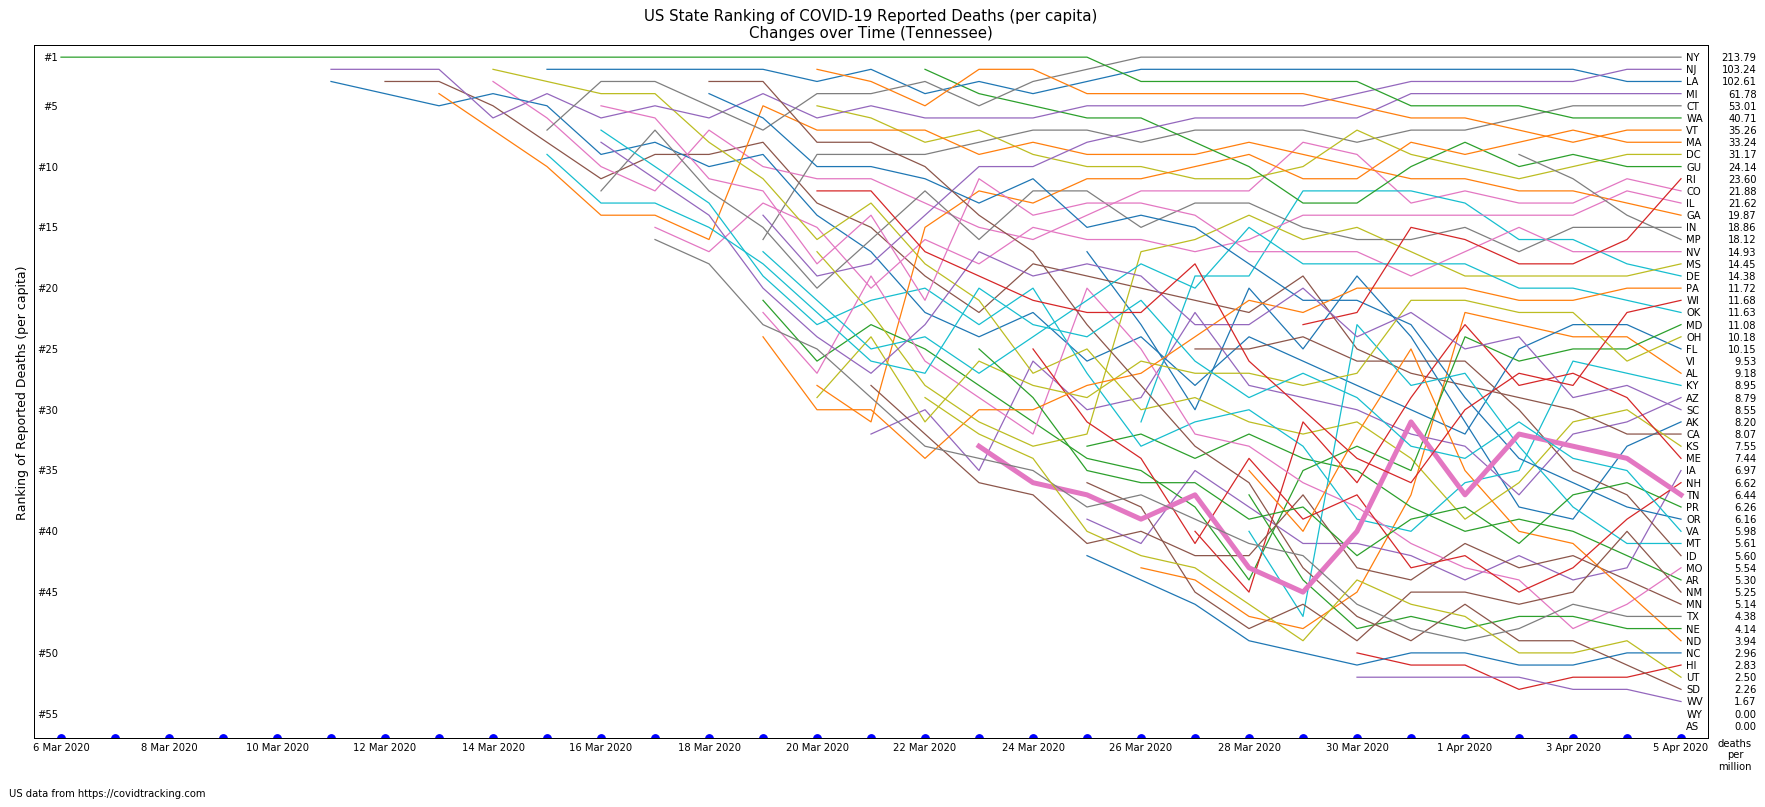 US State Ranking of COVID-19 Reported Deaths (per capita)
Changes over Time (Tennessee)
Ranking of Reported Deaths (per capita)
#1
#5
#10
#15
#20
#25
#30
#35
#40
#45
#50
#55
NY 213.79
NJ 103.24
LA 102.61
MI 61.78
CT 53.01
WA 40.71
VT 35.26
MA 33.24
DC 31.17
GU 24.14
RI 23.60
CO 21.88
IL 21.62
GA 19.87
IN 18.86
MP 18.12
NV 14.93
MS 14.45
DE 14.38
PA 11.72
WI 11.68
OK 11.63
MD 11.08
OH 10.18
FL 10.15
VI 9.53
AL 9.18
KY 8.95
AZ 8.79
SC 8.55
AK 8.20
CA 8.07
KS 7.55
ME 7.44
IA 6.97
NH 6.62
TN 6.44
PR 6.26
OR 6.16
VA 5.98
MT 5.61
ID 5.60
MO 5.54
AR 5.30
NM 5.25
MN 5.14
TX 4.38
NE 4.14
ND 3.94
NC 2.96
HI 2.83
UT 2.50
SD 2.26
WV 1.67
WY 0.00
AS 0.00
6 Mar 2020 8 Mar 2020 10 Mar 2020 12 Mar 2020 14 Mar 2020 16 Mar 2020 18 Mar 2020 20 Mar 2020 22 Mar 2020 24 Mar 2020 26 Mar 2020 28 Mar 2020 30 Mar 2020 1 Apr 2020 3 Apr 2020 5 Apr 2020
deaths
per
million
US data from https://covidtracking.com